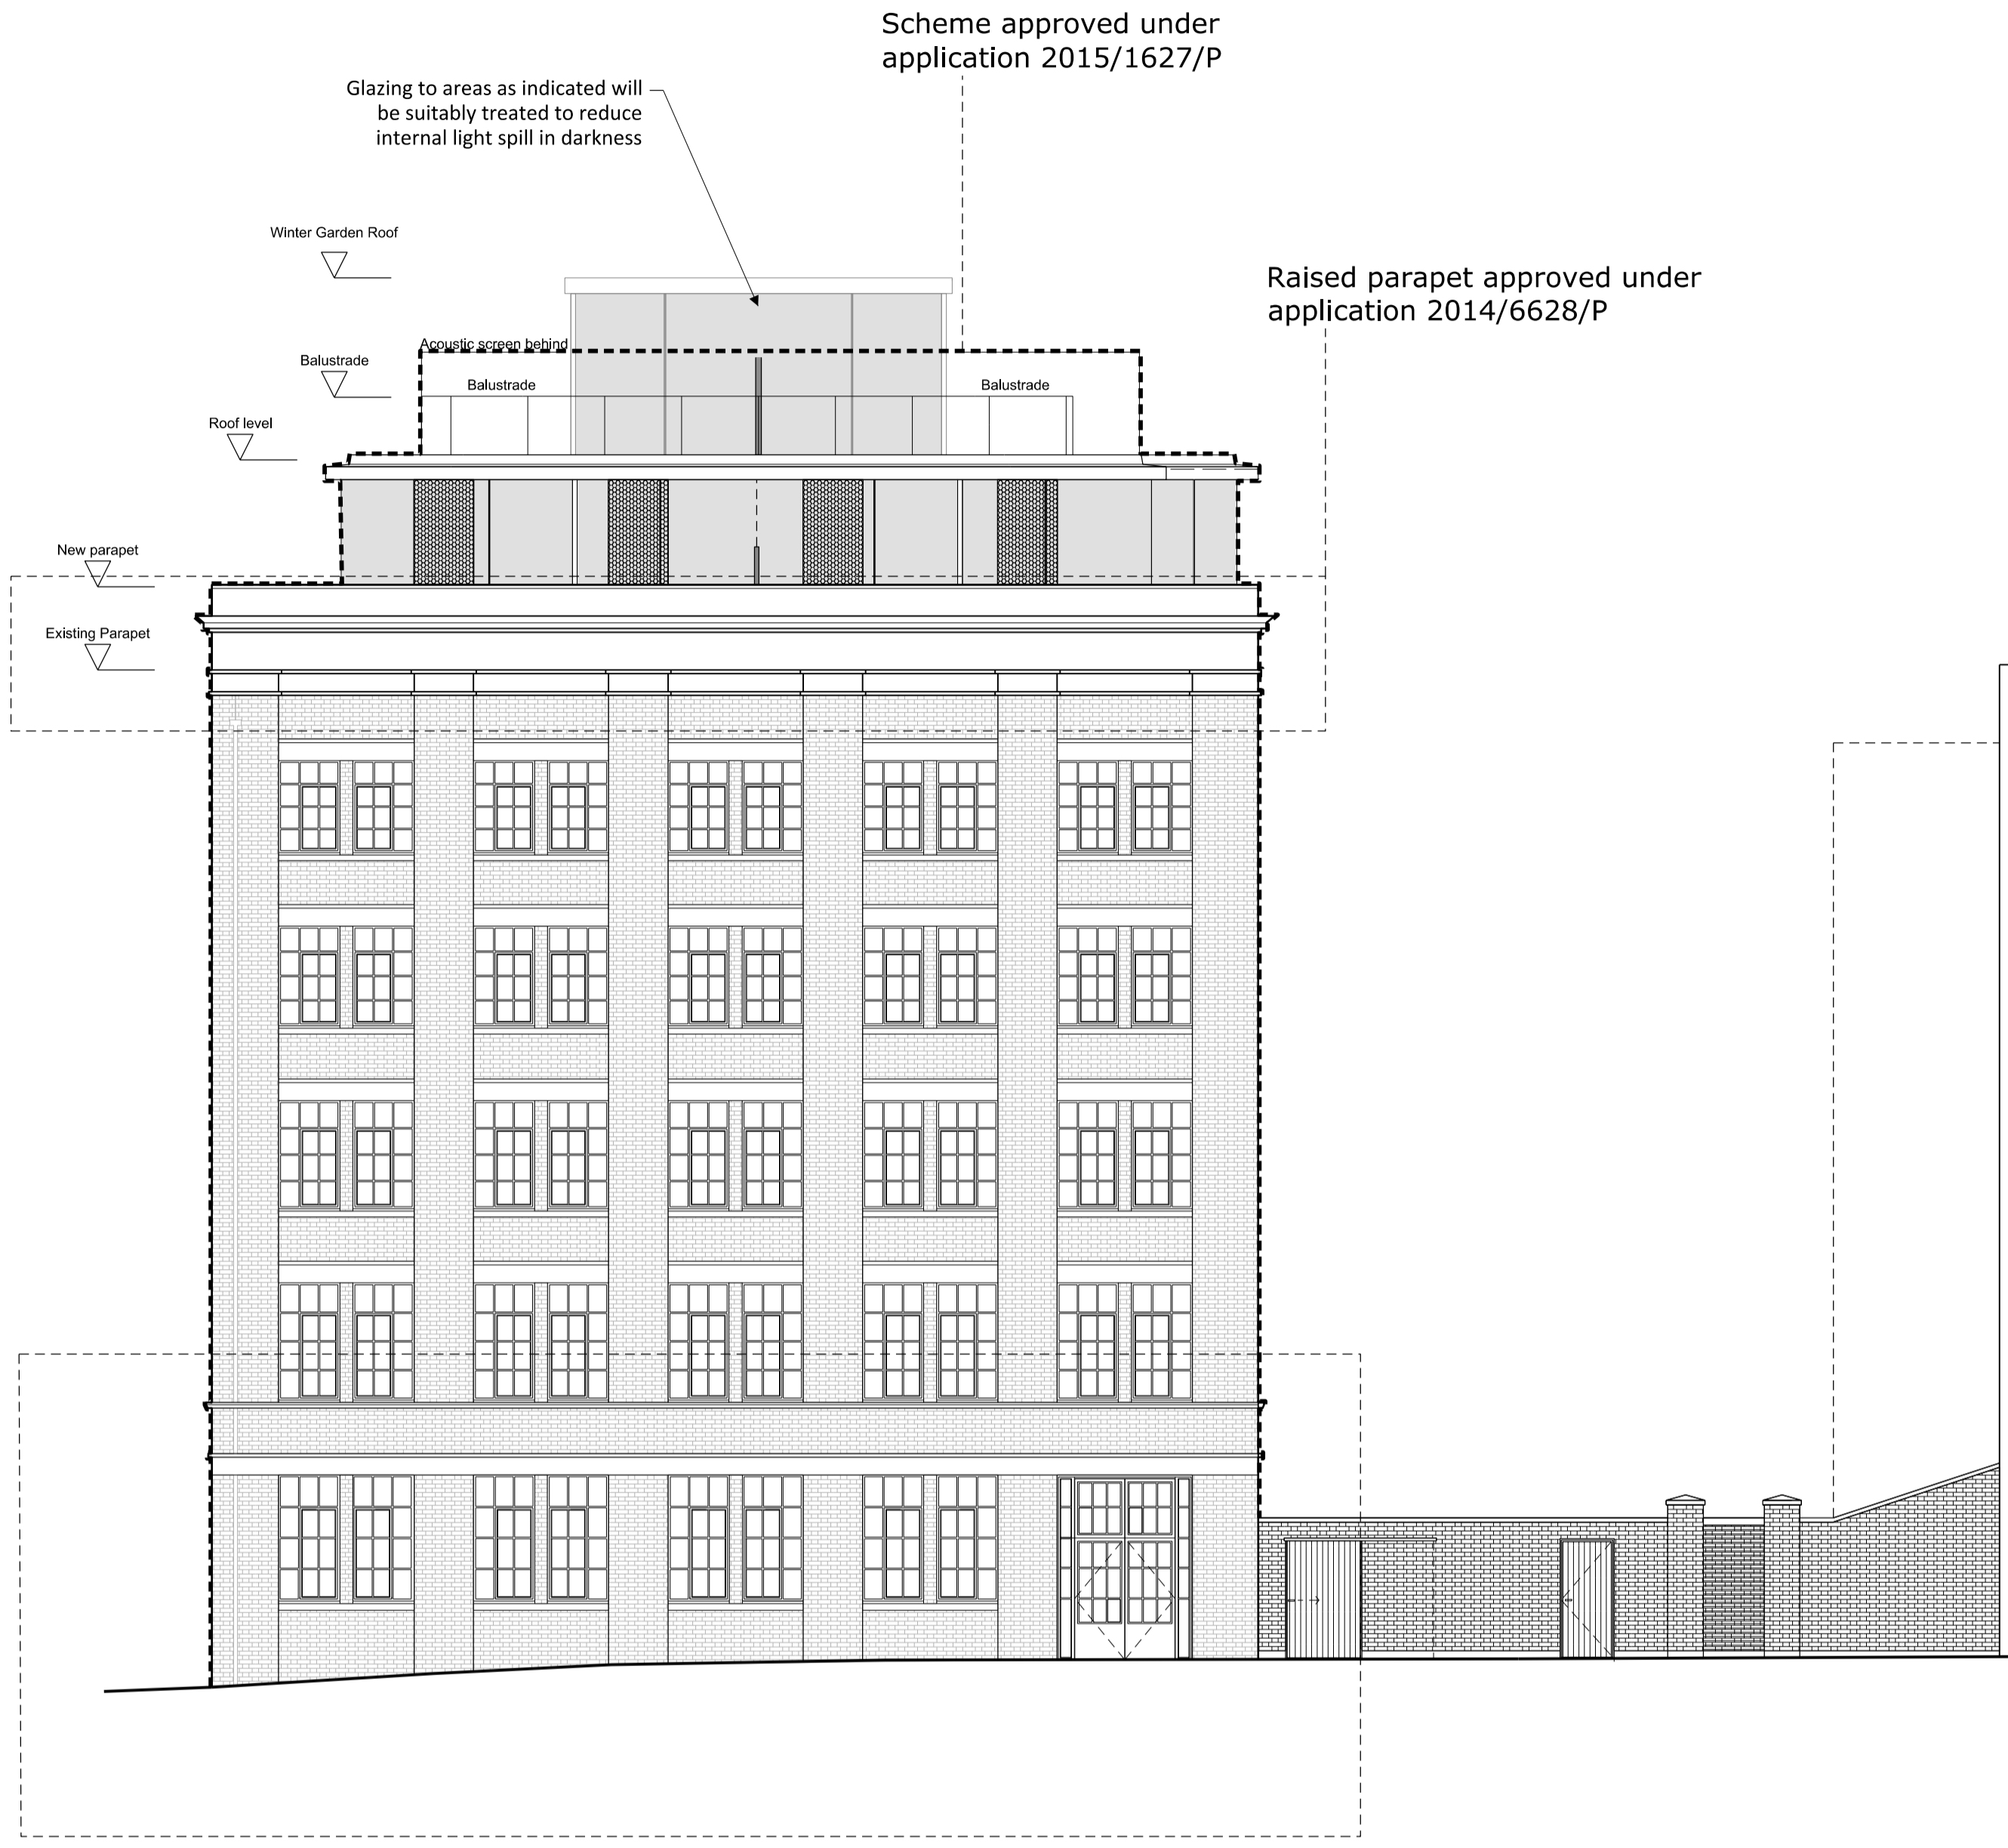 Scheme approved under
application 2015/1627/P
Glazing to areas as indicated will
be suitably treated to reduce
internal light spill in darkness
Winter Garden Roof
Raised parapet approved under
application 2014/6628/P
Acoustic screen behind
Balustrade
Balustrade
Balustrade
Roof level
New parapet
Existing Parapet